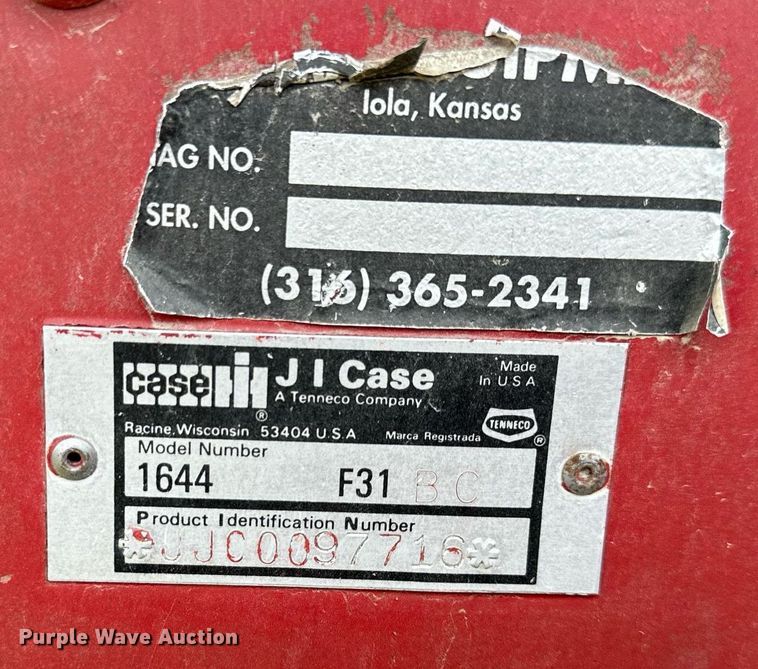 Iola, Kansas
AG NO.
SER. NO.
(316) 365-2341
case IH
J I Case
A Tenneco Company
Made
In U S A
Racine, Wisconsin 53404 U.S.A
Marca Registrada
TENNECO
®
®
Model Number
1644 F31 BC
Product Identification Number
*JJC0097716*
Purple Wave Auction